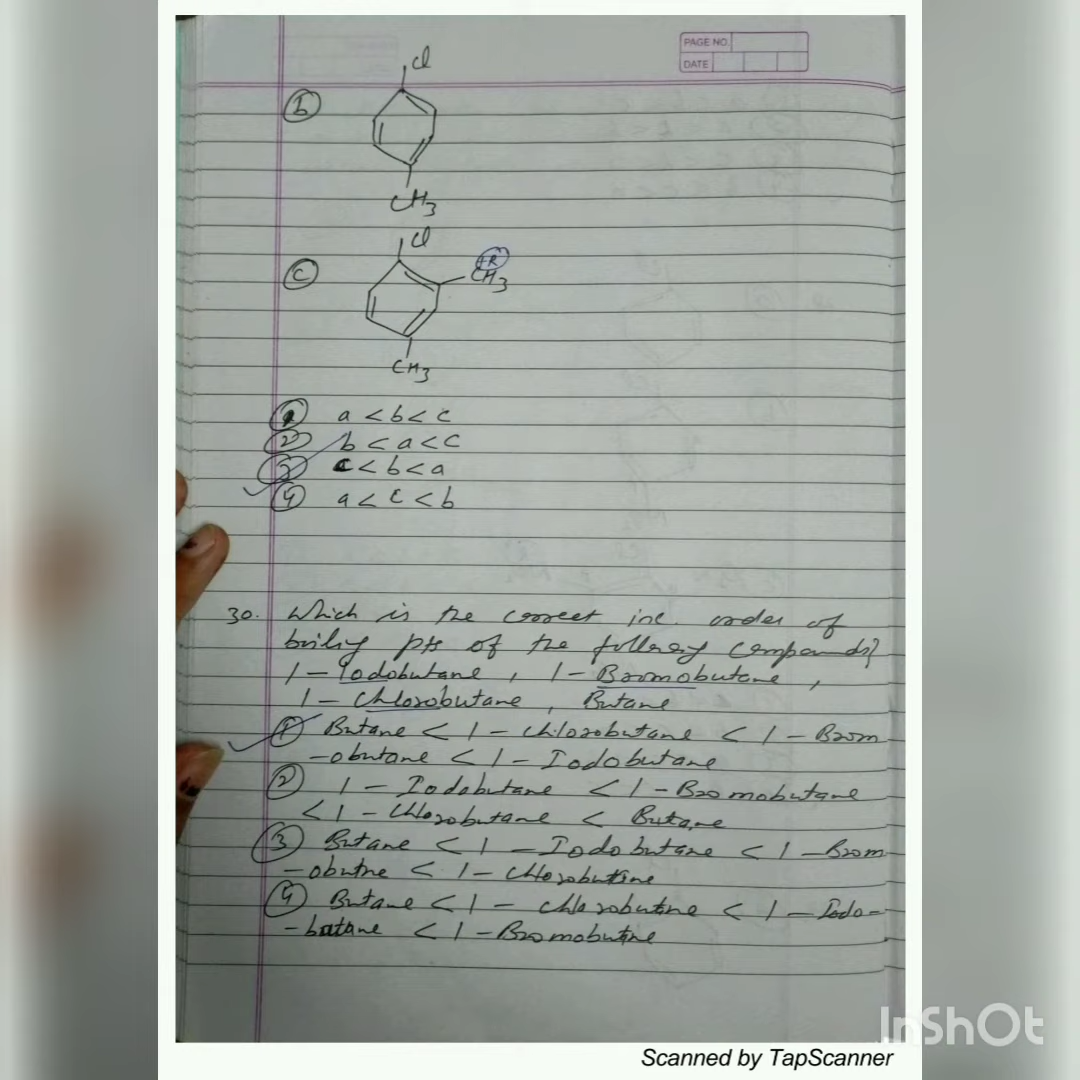 PAGE NO.
DATE
Cl
b
CH3
Cl
+R
c
CH3
CH3
1 a < b < c
2 b < a < c
3 c < b < a
4 a < c < b
30. Which is the correct inc. order of
boiling pts of the following compounds?
1 - Iodobutane , 1 - Bromobutane ,
1 - Chlorobutane , Butane
1 Butane < 1 - chlorobutane < 1 - Brom
-obutane < 1 - Iodobutane
2 1 - Iodobutane < 1 - Bromobutane
< 1 - Chlorobutane < Butane
3 Butane < 1 - Iodobutane < 1 - Brom
-obutne < 1 - chlorobutane
4 Butane < 1 - chlorobutane < 1 - Iodo-
-butane < 1 - Bromobutane
InShOt
Scanned by TapScanner